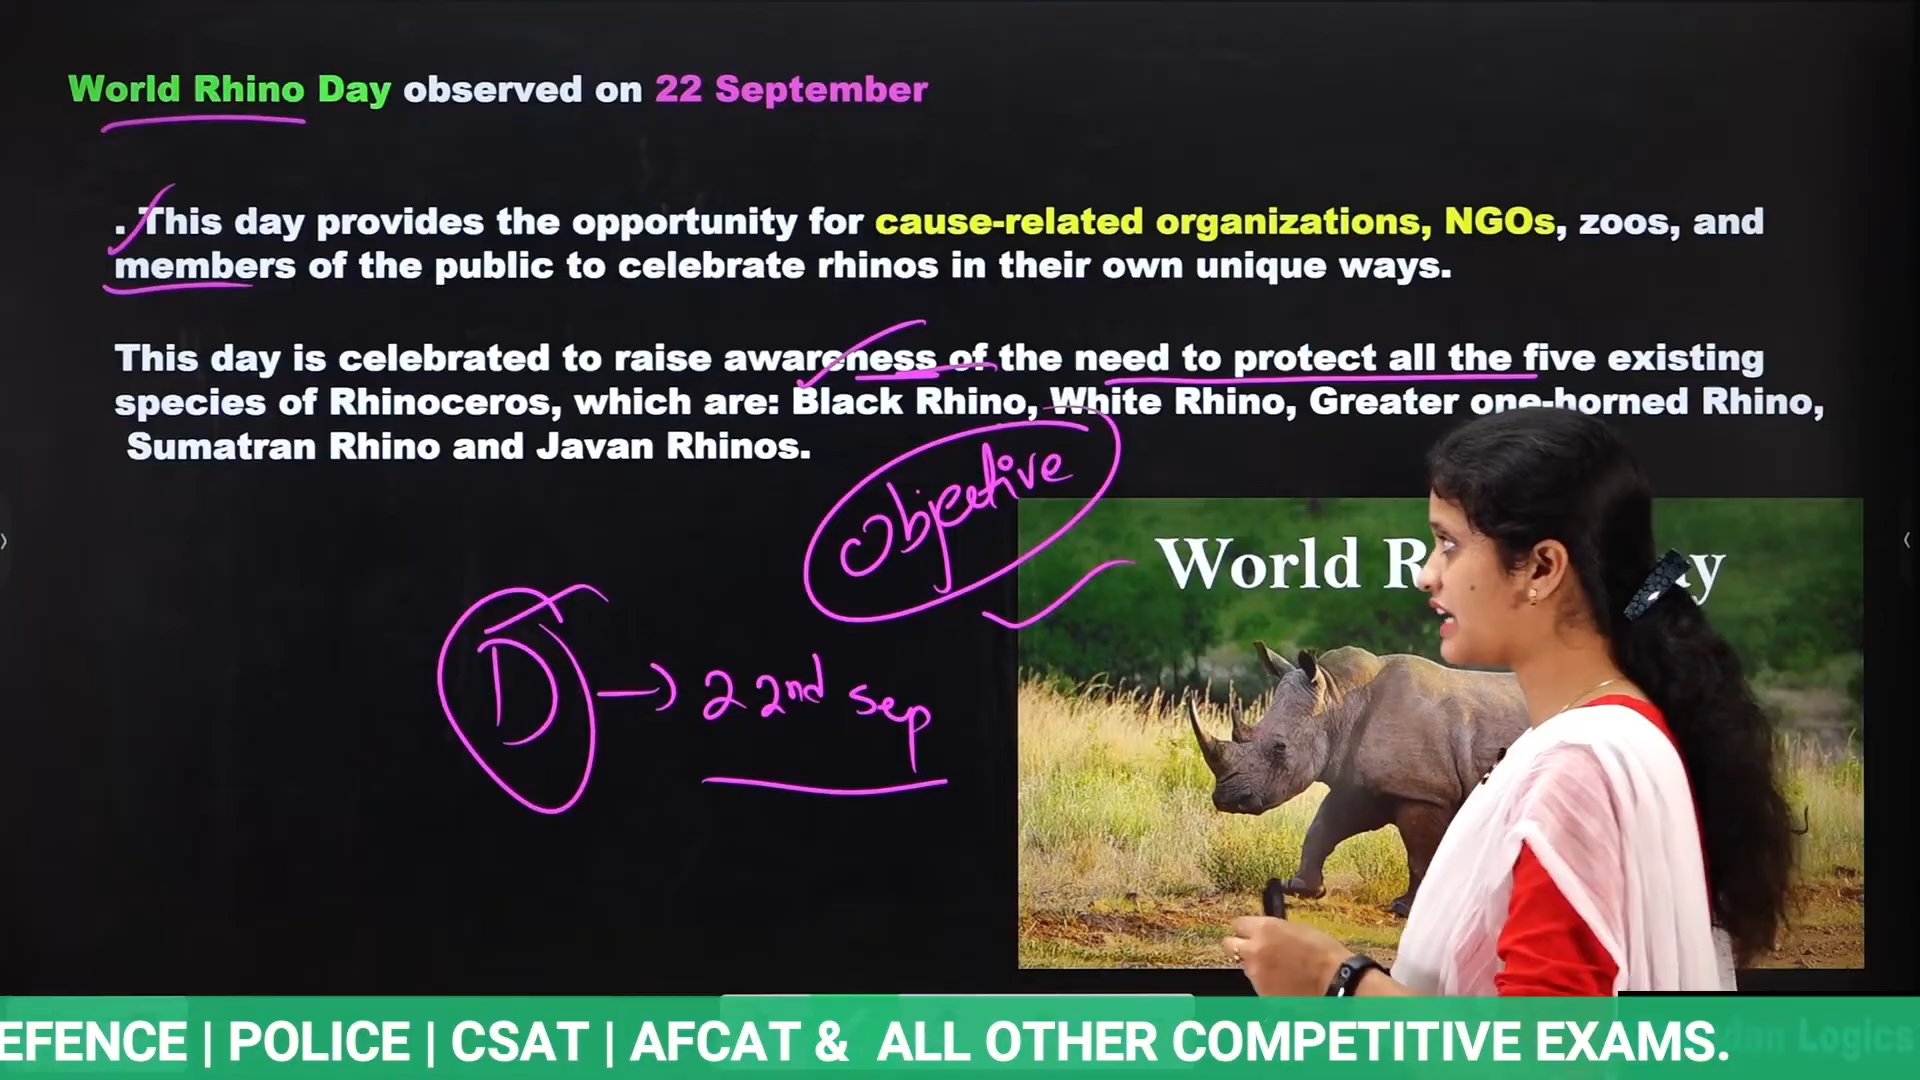 World Rhino Day observed on 22 September
. This day provides the opportunity for cause-related organizations, NGOs, zoos, and
members of the public to celebrate rhinos in their own unique ways.
This day is celebrated to raise awareness of the need to protect all the five existing
species of Rhinoceros, which are: Black Rhino, White Rhino, Greater one-horned Rhino,
Sumatran Rhino and Javan Rhinos.
Objective
World R ay
D → 22nd sep
EFENCE | POLICE | CSAT | AFCAT & ALL OTHER COMPETITIVE EXAMS.
dan Logics